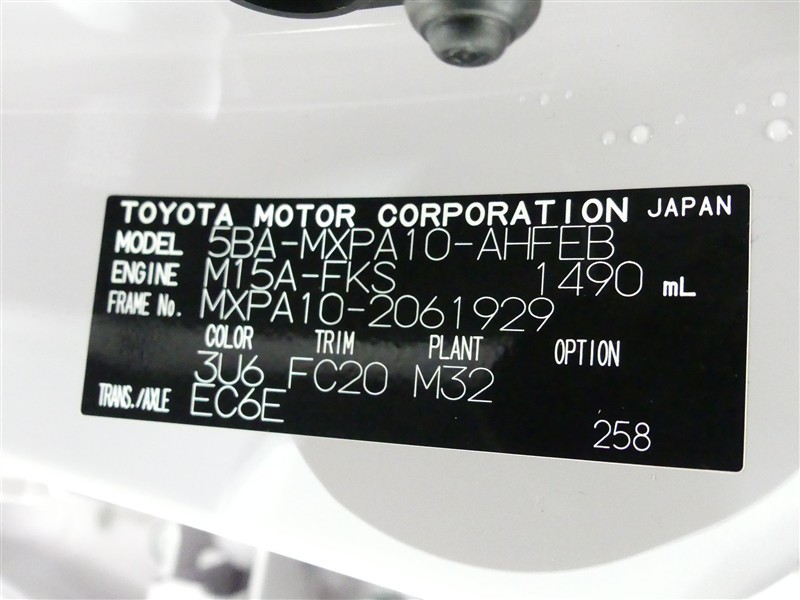 TOYOTA MOTOR CORPORATION JAPAN
MODEL 5BA-MXPA10-AHFEB
ENGINE M15A-FKS 1490 mL
FRAME No. MXPA10-2061929
COLOR TRIM PLANT OPTION
3U6 FC20 M32
TRANS./AXLE EC6E
258